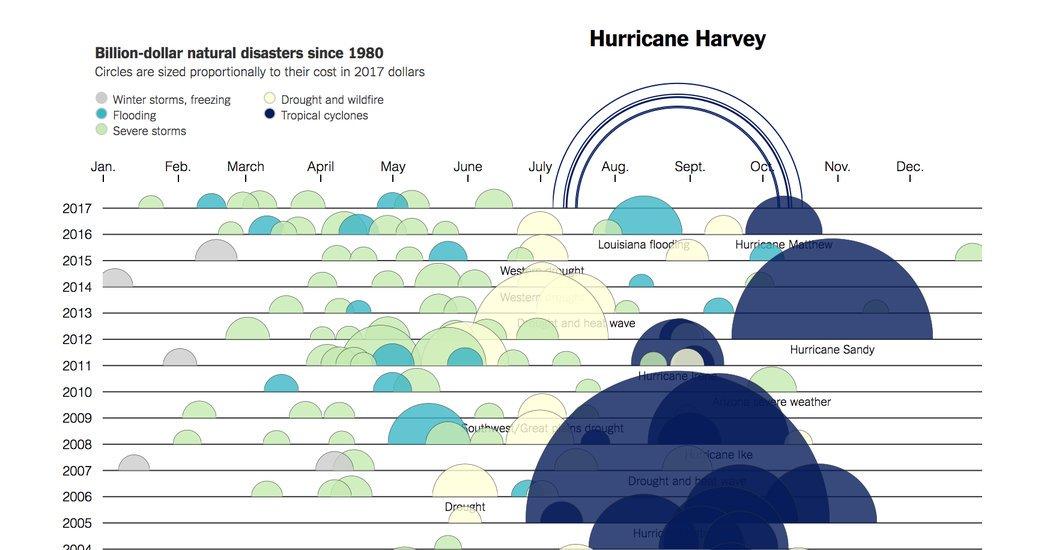 Hurricane Harvey
Billion-dollar natural disasters since 1980
Circles are sized proportionally to their cost in 2017 dollars
Winter storms, freezing
Drought and wildfire
Flooding
Tropical cyclones
Severe storms
Jan. Feb. March April May June July Aug. Sept. Oct. Nov. Dec.
2017
2016
Louisiana flooding Hurricane Matthew
2015
Western drought
2014
Western drought
2013
Drought and heat wave
2012
Hurricane Sandy
2011
Hurricane Irene
2010
Arizona severe weather
2009
Southwest/Great plains drought
2008
Hurricane Ike
2007
Drought and heat wave
2006
Drought
2005
2004